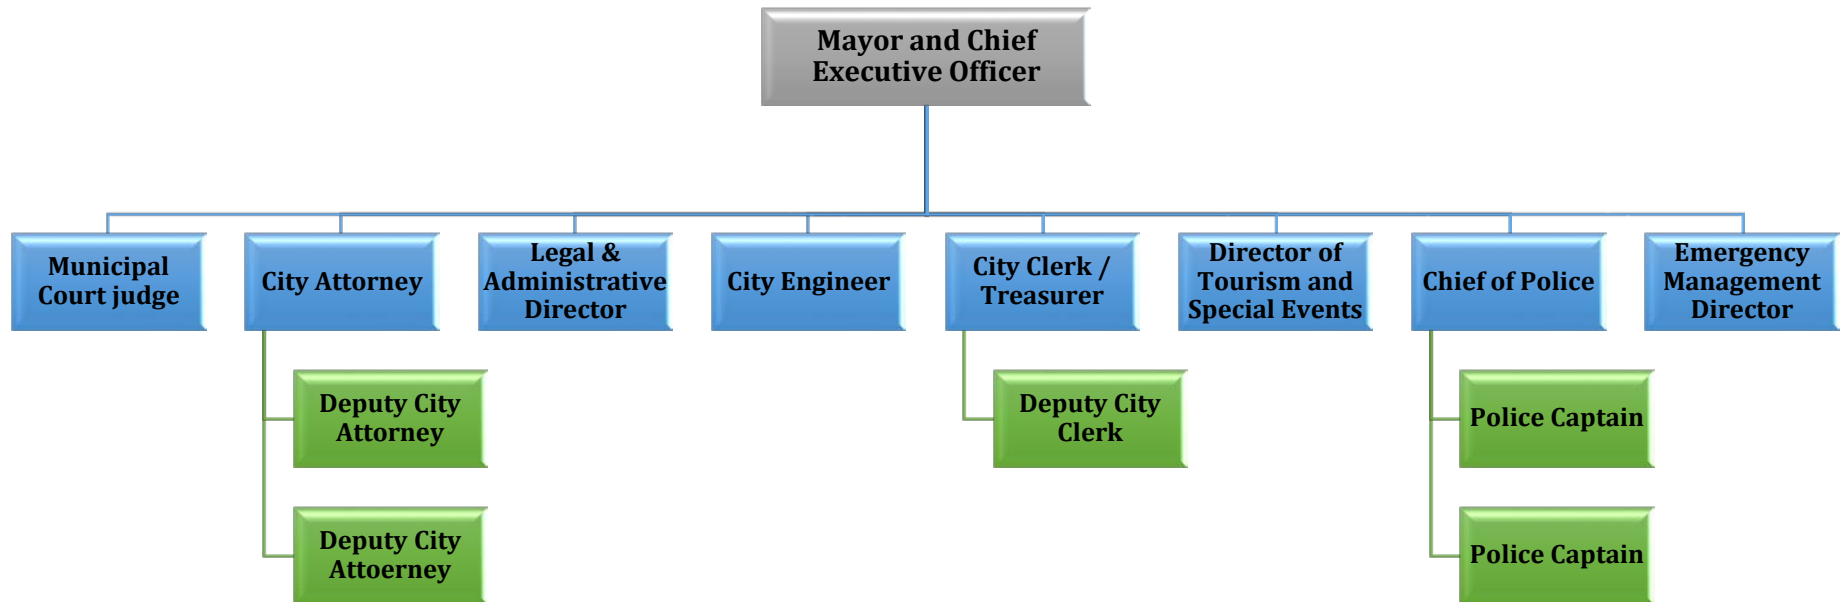 Mayor and Chief
Executive Officer
Municipal
Court judge
City Attorney
Legal &
Administrative
Director
City Engineer
City Clerk /
Treasurer
Director of
Tourism and
Special Events
Chief of Police
Emergency
Management
Director
Deputy City
Attorney
Deputy City
Attoerney
Deputy City
Clerk
Police Captain
Police Captain